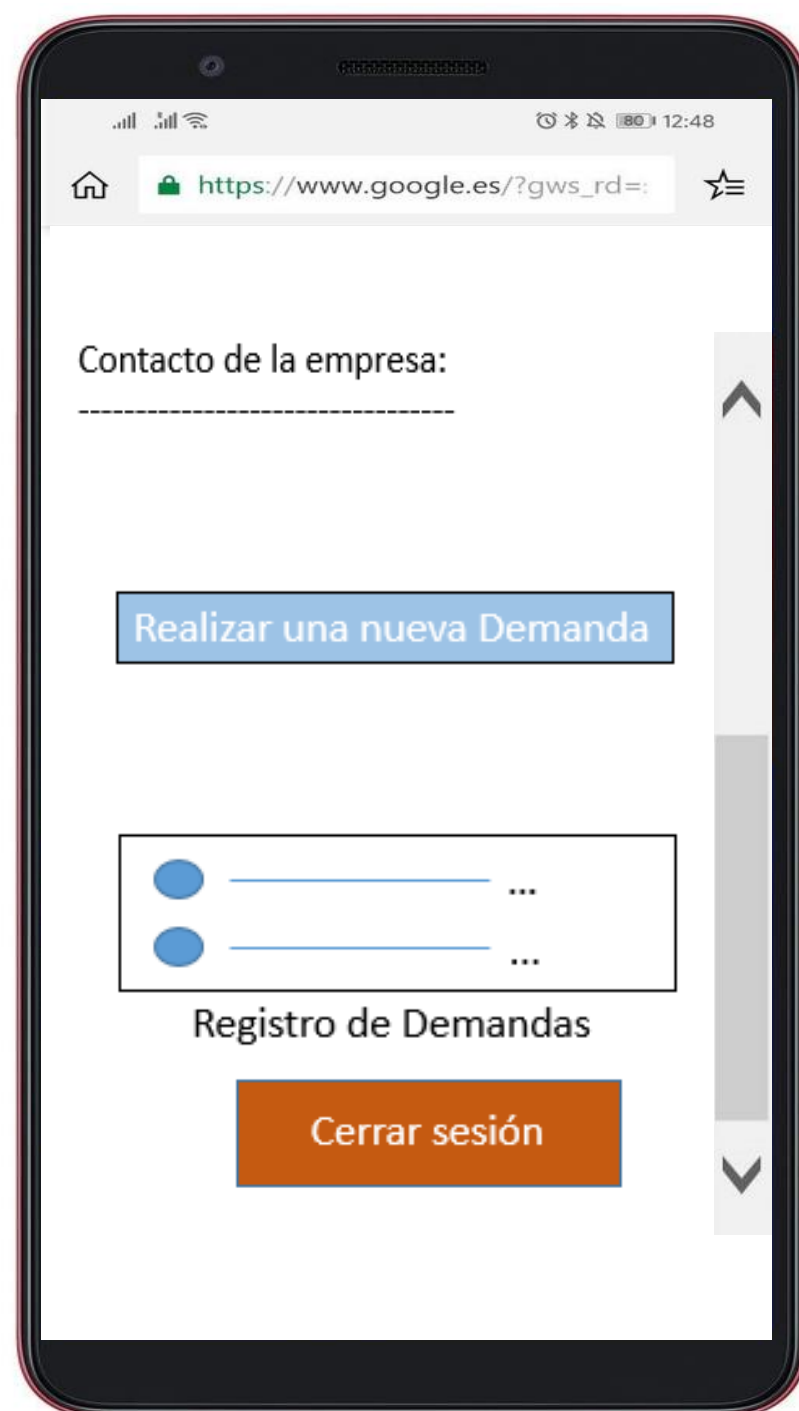 80 12:48
https://www.google.es/?gws_rd=:
Contacto de la empresa:
---------------------------------
Realizar una nueva Demanda
...
...
Registro de Demandas
Cerrar sesión